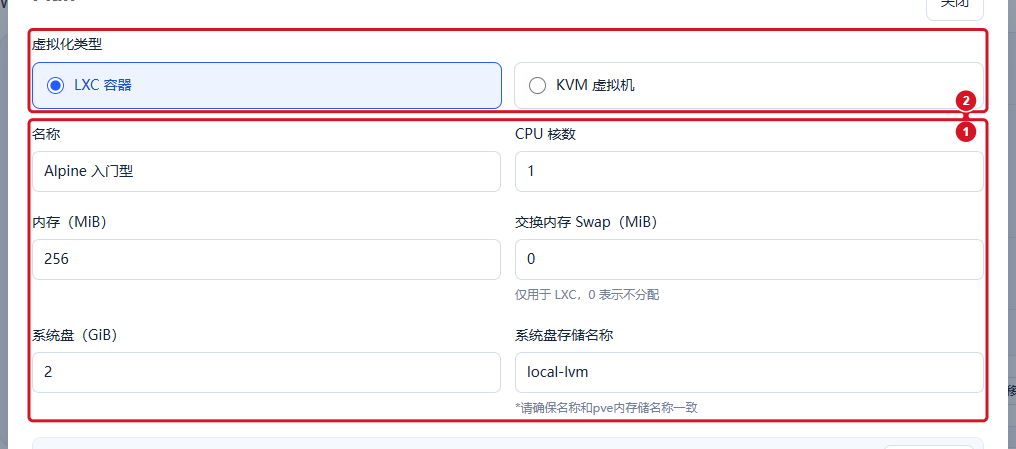 关闭
虚拟化类型
LXC 容器
KVM 虚拟机
2
1
名称
CPU 核数
Alpine 入门型
1
内存（MiB）
交换内存 Swap（MiB）
256
0
仅用于 LXC，0 表示不分配
系统盘（GiB）
系统盘存储名称
2
local-lvm
*请确保名称和pve内存储名称一致